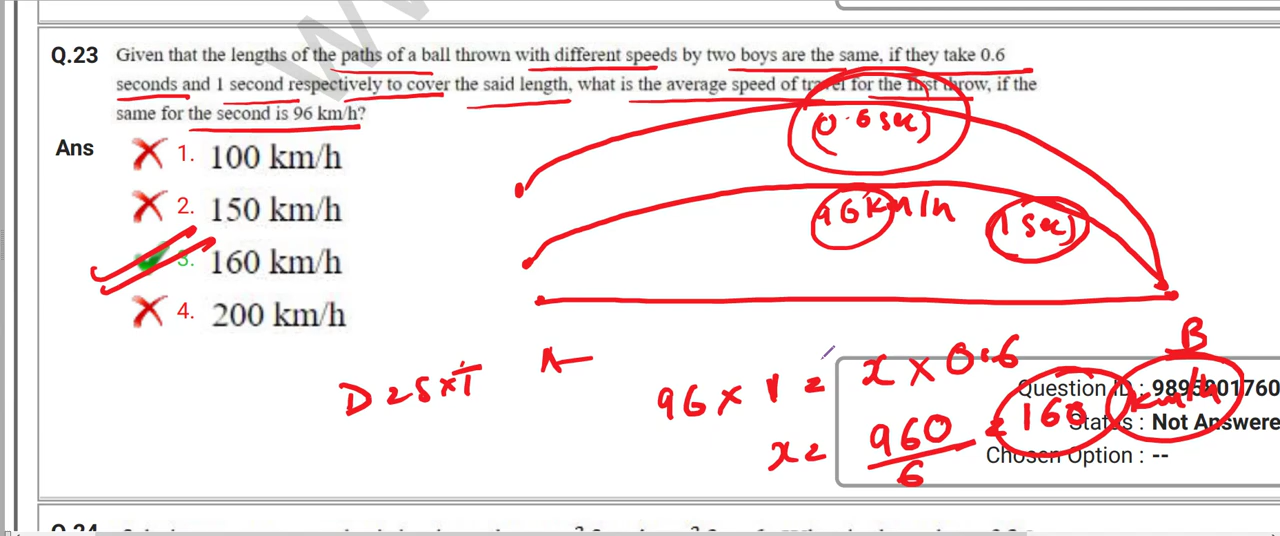 Q.23 Given that the lengths of the paths of a ball thrown with different speeds by two boys are the same, if they take 0.6
seconds and 1 second respectively to cover the said length, what is the average speed of travel for the first throw, if the
same for the second is 96 km/h?
Ans 1. 100 km/h
2. 150 km/h
3. 160 km/h
4. 200 km/h
(0.6 sec)
96 km/h
1 sec)
A
B
D = S × T
96 × 1 = x × 0.6
x = 960/6 = 160 km/h
Question ID : 9895801760
Status : Not Answere
Chosen Option : --